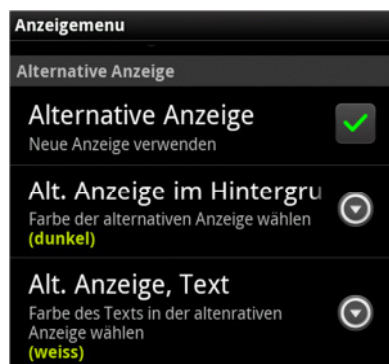 Anzeigemenu
Alternative Anzeige
Alternative Anzeige
Neue Anzeige verwenden
Alt. Anzeige im Hintergru
Farbe der alternativen Anzeige wählen
(dunkel)
Alt. Anzeige, Text
Farbe des Texts in der altenrativen
Anzeige wählen
(weiss)